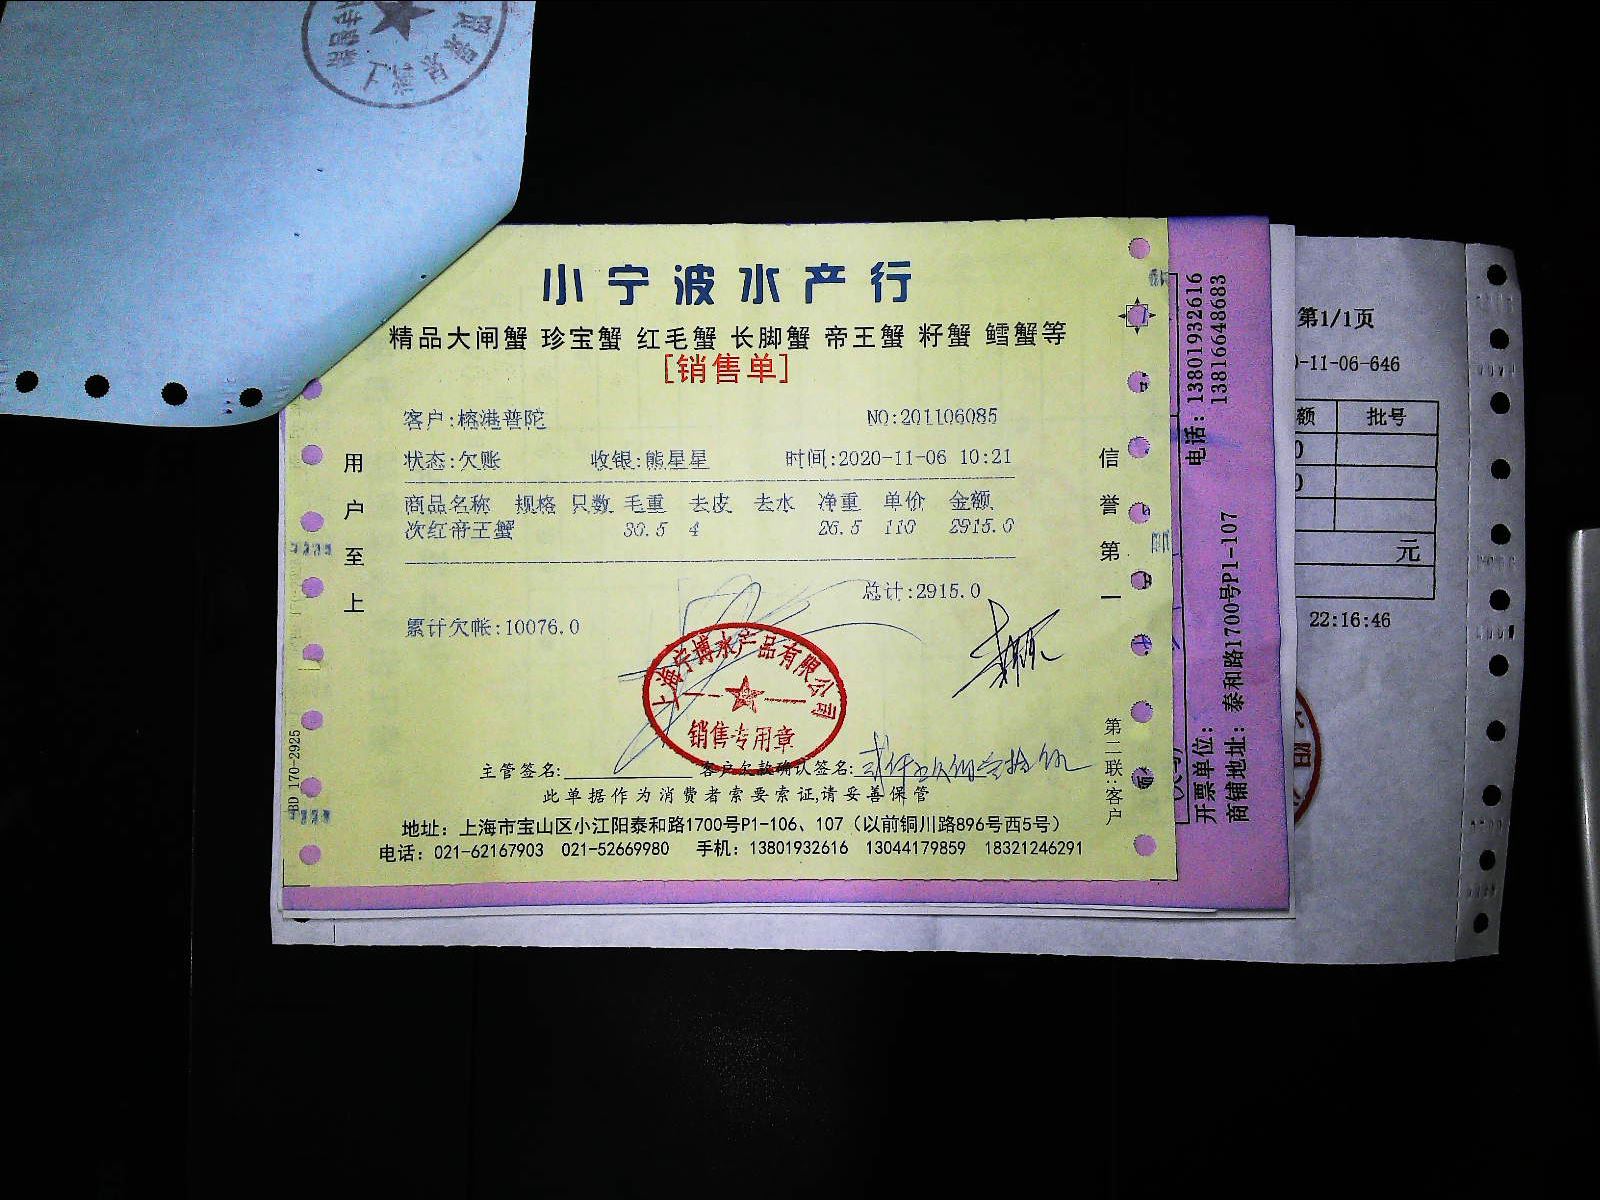 小宁波水产行
精品大闸蟹 珍宝蟹 红毛蟹 长脚蟹 帝王蟹 籽蟹 鳕蟹等
[销售单]
客户:榕港普陀 NO:201106085
状态:欠账 收银:熊星星 时间:2020-11-06 10:21
商品名称 规格 只数 毛重 去皮 去水 净重 单价 金额
次红帝王蟹 30.5 4 26.5 110 2915.0
总计:2915.0
累计欠帐:10076.0
上海宁博水产品有限公司
销售专用章
主管签名: 客户欠款确认签名:
此单据作为消费者索要索证,请妥善保管
地址：上海市宝山区小江阳泰和路1700号P1-106、107（以前铜川路896号西5号）
电话：021-62167903 021-52669980 手机：13801932616 13044179859 18321246291
用户至上
信誉第一
第二联:客户
170-2925
电话：13801932616
13816648683
开票单位：
商铺地址：泰和路1700号P1-107
第1/1页
-11-06-646
额 批号
元
22:16:46